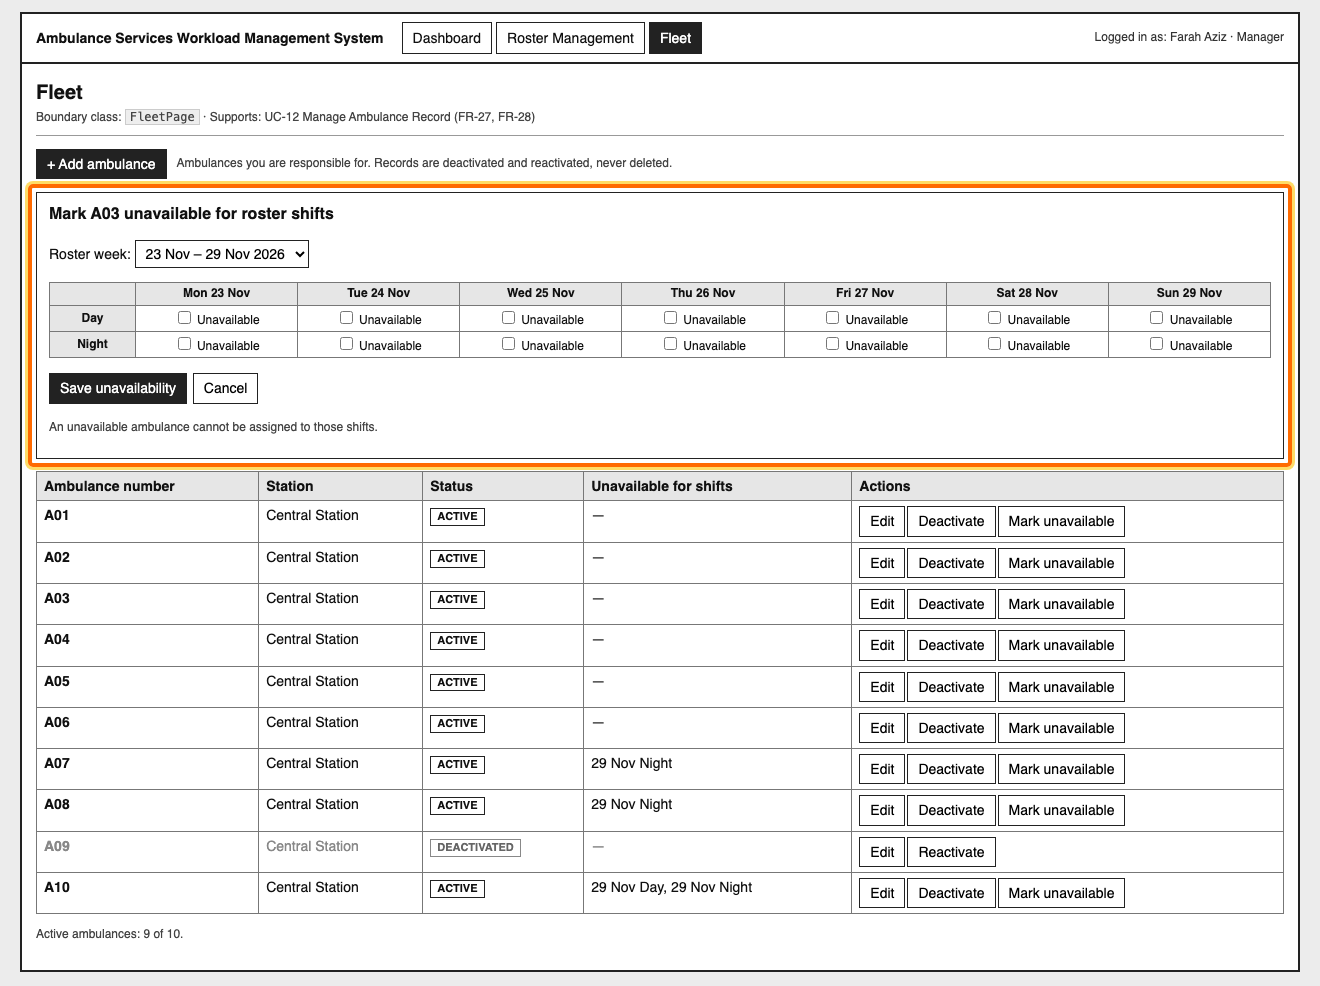 Ambulance Services Workload Management System Dashboard Roster Management Fleet Logged in as: Farah Aziz · Manager
Fleet
Boundary class: FleetPage · Supports: UC-12 Manage Ambulance Record (FR-27, FR-28)
+ Add ambulance Ambulances you are responsible for. Records are deactivated and reactivated, never deleted.
Mark A03 unavailable for roster shifts
Roster week: 23 Nov – 29 Nov 2026
Mon 23 Nov Tue 24 Nov Wed 25 Nov Thu 26 Nov Fri 27 Nov Sat 28 Nov Sun 29 Nov
Day Unavailable Unavailable Unavailable Unavailable Unavailable Unavailable Unavailable
Night Unavailable Unavailable Unavailable Unavailable Unavailable Unavailable Unavailable
Save unavailability Cancel
An unavailable ambulance cannot be assigned to those shifts.
Ambulance number Station Status Unavailable for shifts Actions
A01 Central Station ACTIVE — Edit Deactivate Mark unavailable
A02 Central Station ACTIVE — Edit Deactivate Mark unavailable
A03 Central Station ACTIVE — Edit Deactivate Mark unavailable
A04 Central Station ACTIVE — Edit Deactivate Mark unavailable
A05 Central Station ACTIVE — Edit Deactivate Mark unavailable
A06 Central Station ACTIVE — Edit Deactivate Mark unavailable
A07 Central Station ACTIVE 29 Nov Night Edit Deactivate Mark unavailable
A08 Central Station ACTIVE 29 Nov Night Edit Deactivate Mark unavailable
A09 Central Station DEACTIVATED — Edit Reactivate
A10 Central Station ACTIVE 29 Nov Day, 29 Nov Night Edit Deactivate Mark unavailable
Active ambulances: 9 of 10.